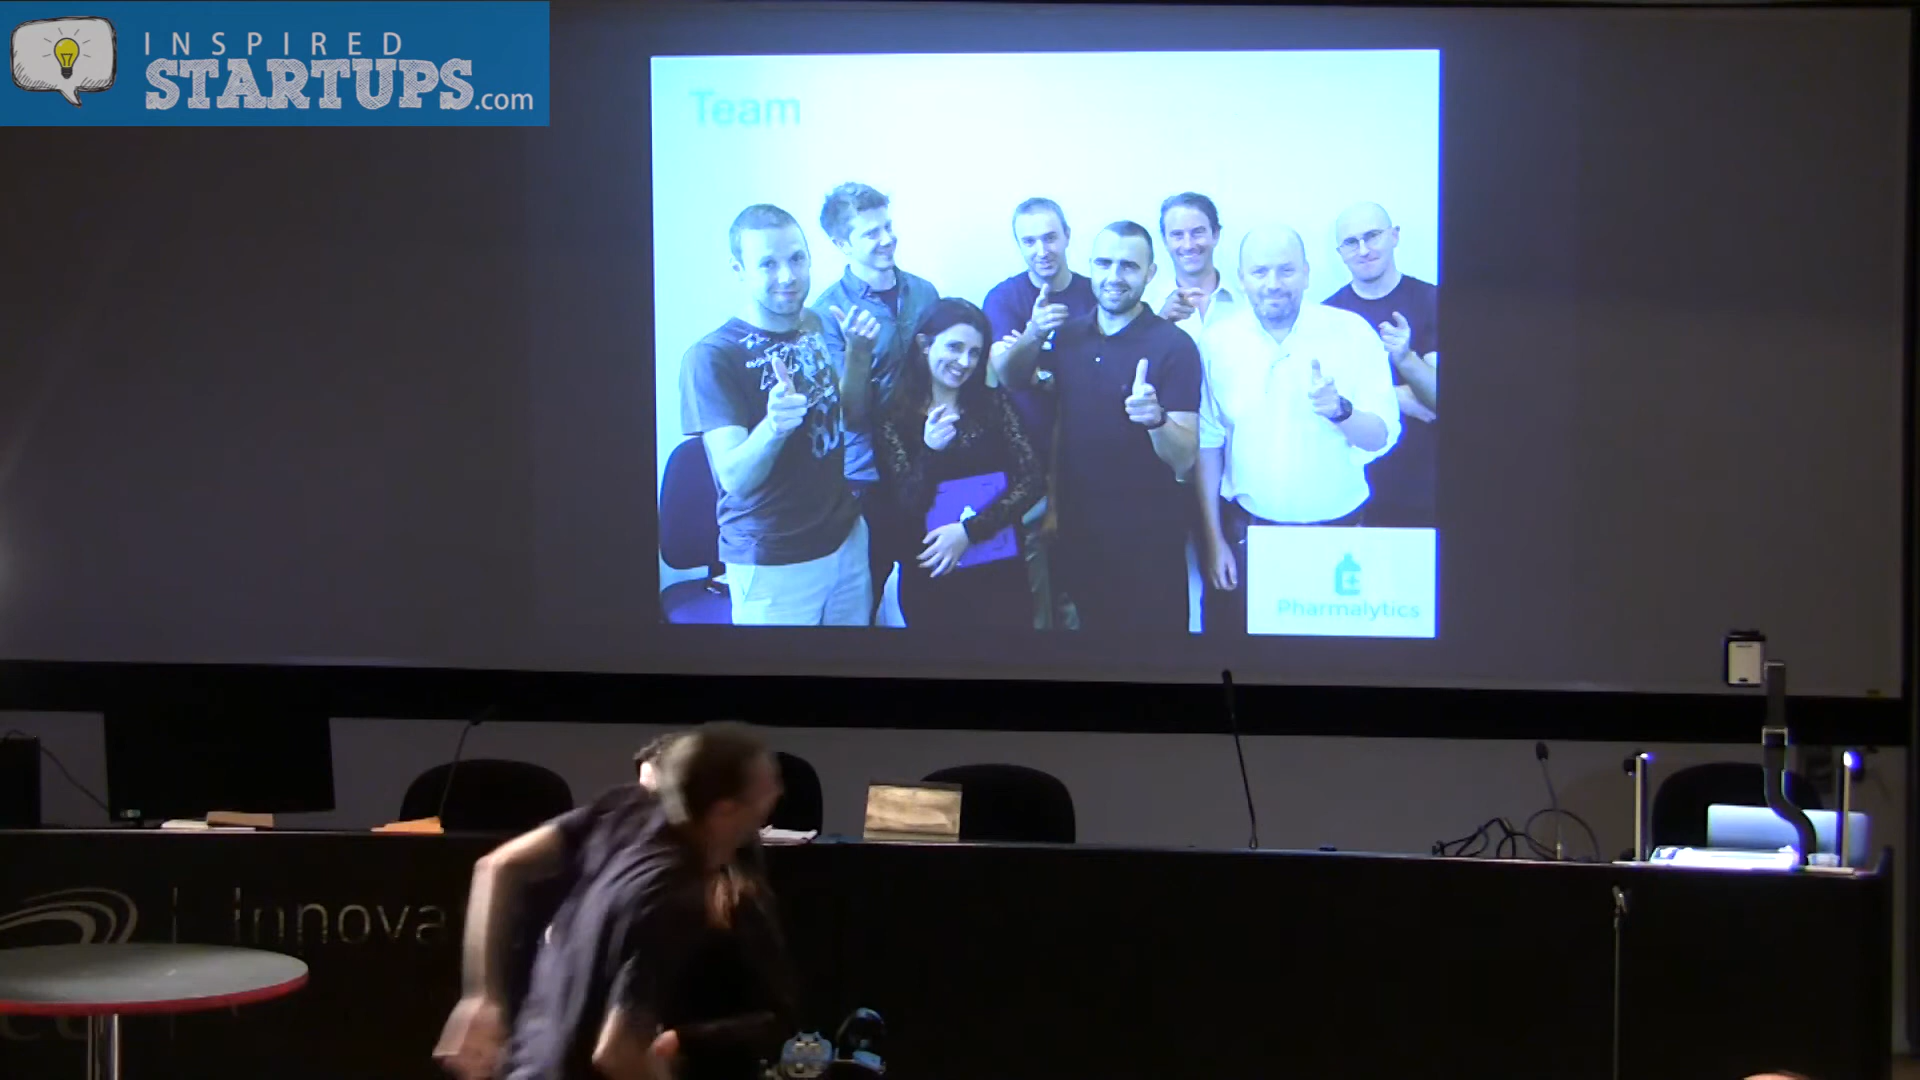 INSPIRED
STARTUPS.com
Team
Pharmalytics
Innova